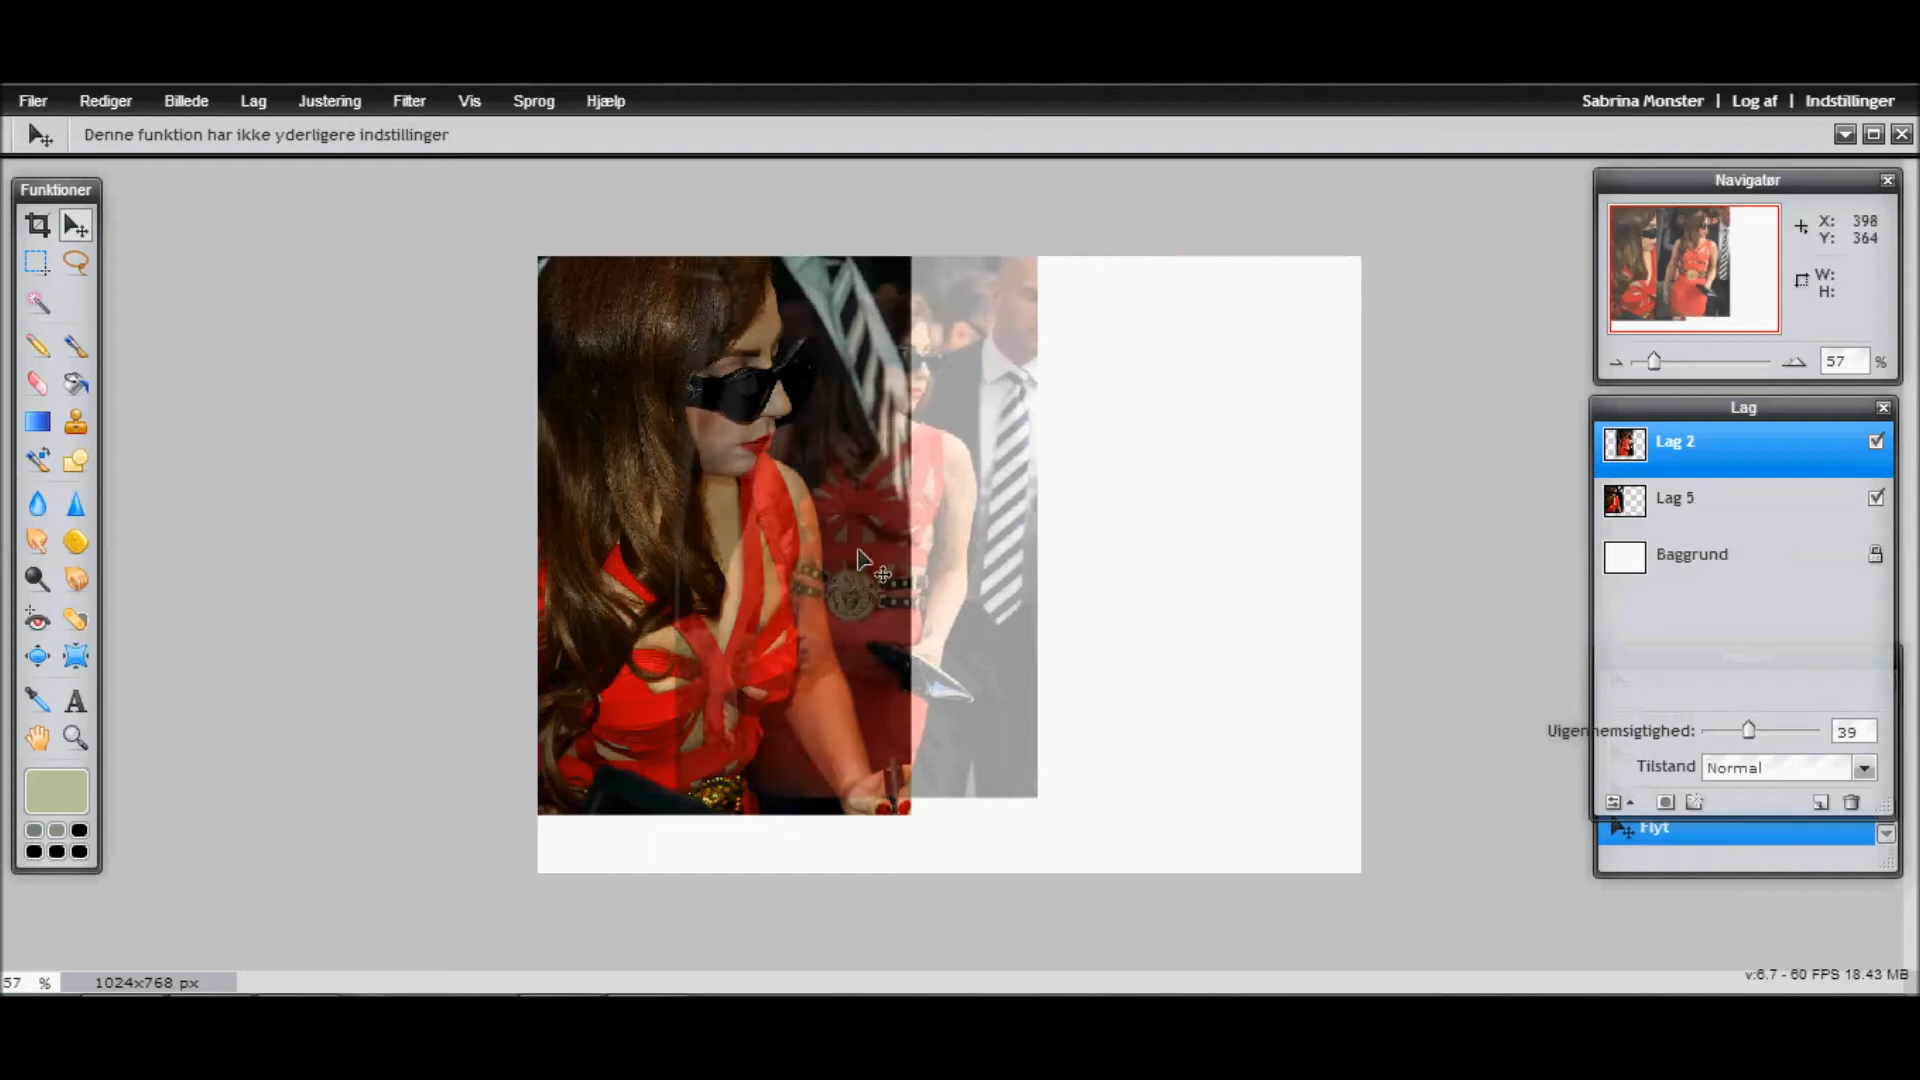 Filer Rediger Billede Lag Justering Filter Vis Sprog Hjælp Sabrina Monster | Log af | Indstillinger
Denne funktion har ikke yderligere indstillinger
Funktioner
Navigatør
X: 398
Y: 364
W:
H:
57 %
Lag
Lag 2
Lag 5
Baggrund
Uigennemsigtighed: 39
Tilstand Normal
Flyt
A
57 % 1024x768 px
v:6.7 - 60 FPS 18.43 MB